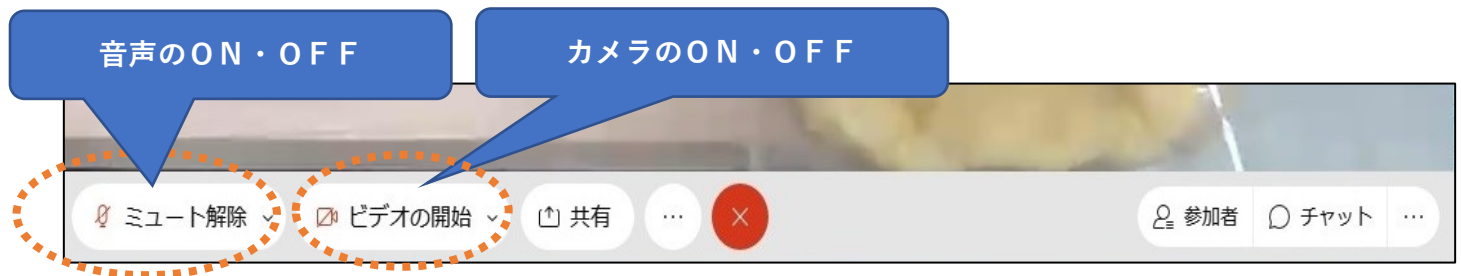 音声のＯＮ・ＯＦＦ
カメラのＯＮ・ＯＦＦ
ミュート解除
ビデオの開始
共有
参加者
チャット